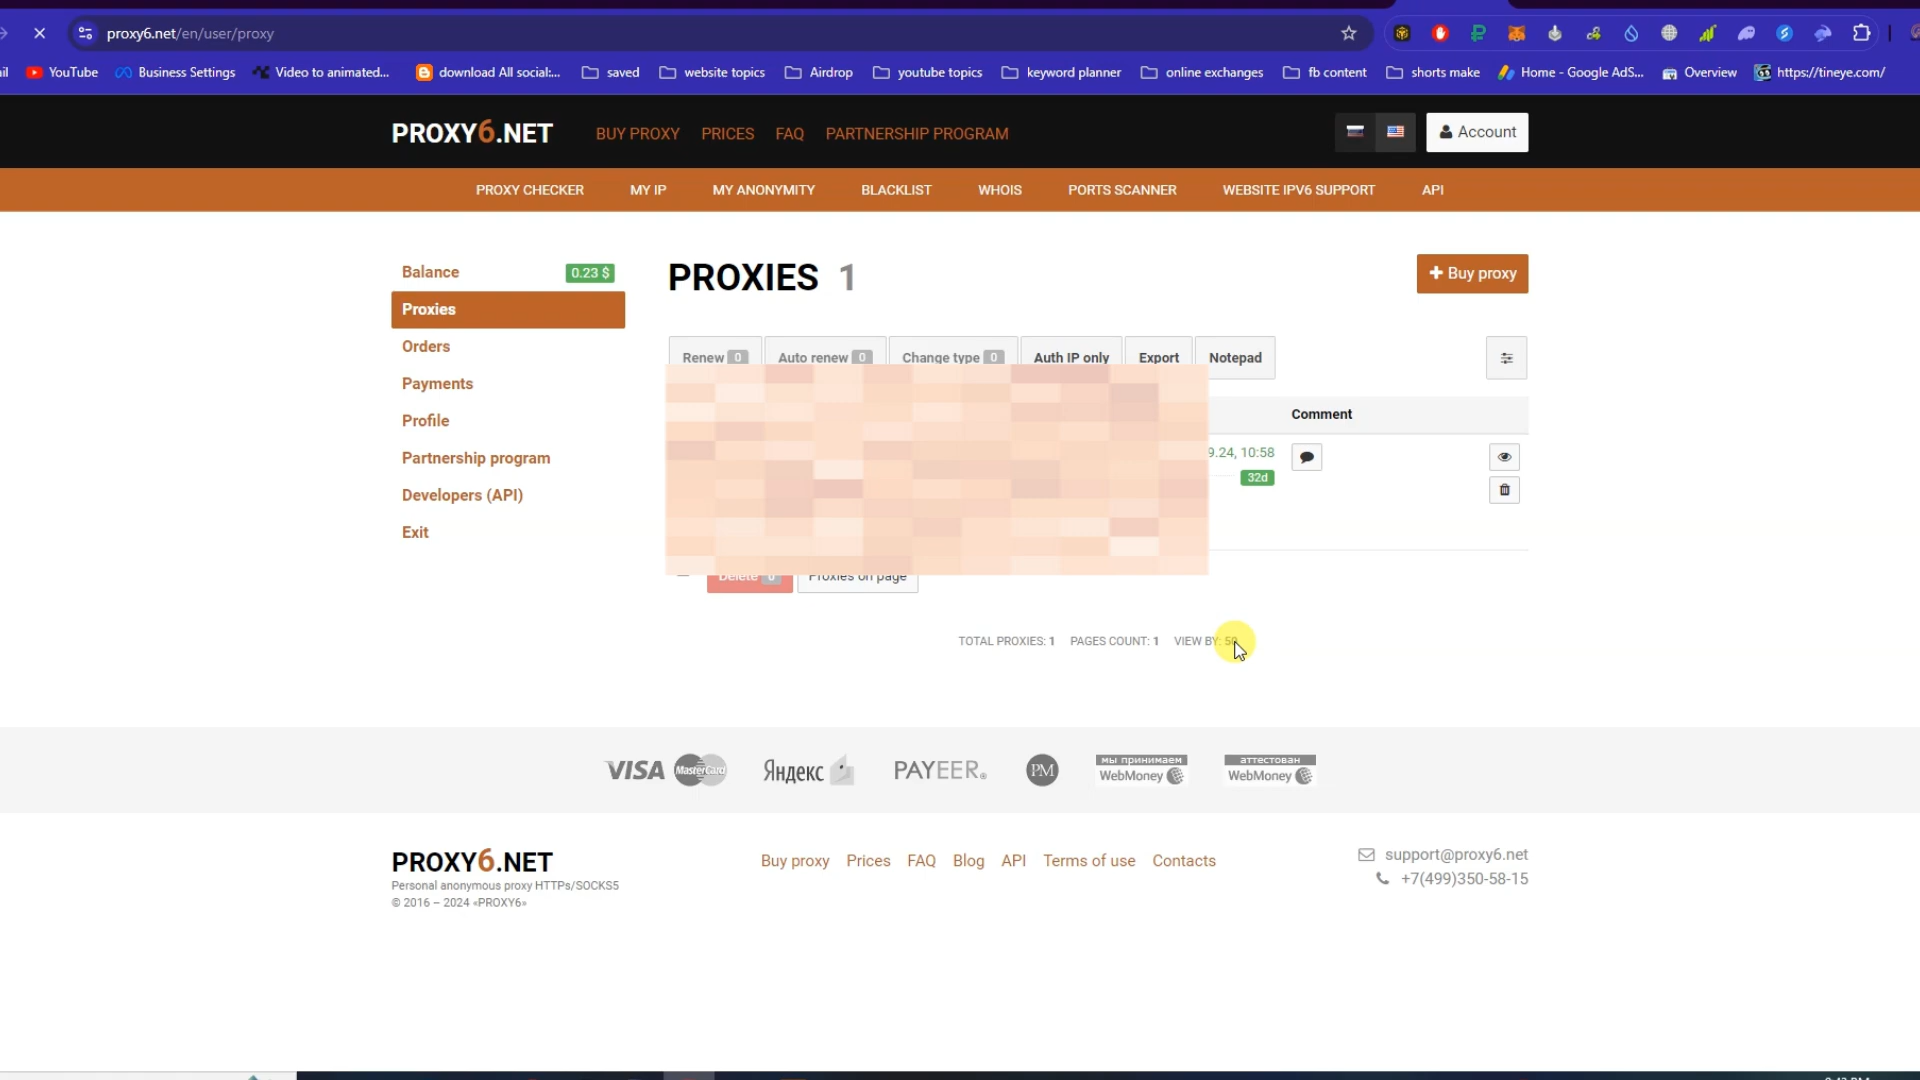 proxy6.net/en/user/proxy
YouTube Business Settings Video to animated... download All social:... saved website topics Airdrop youtube topics keyword planner online exchanges fb content shorts make Home - Google AdS... Overview https://tineye.com/
PROXY6.NET BUY PROXY PRICES FAQ PARTNERSHIP PROGRAM Account
PROXY CHECKER MY IP MY ANONYMITY BLACKLIST WHOIS PORTS SCANNER WEBSITE IPV6 SUPPORT API
Balance 0.23 $
Proxies
Orders
Payments
Profile
Partnership program
Developers (API)
Exit
PROXIES 1
+ Buy proxy
Renew 0 Auto renew 0 Change type 0 Auth IP only Export Notepad
Comment
9.24, 10:58
32d
Delete 0 Proxies on page
TOTAL PROXIES: 1 PAGES COUNT: 1 VIEW BY: 50
VISA MasterCard Яндекс PAYEER PM мы принимаем WebMoney аттестован WebMoney
PROXY6.NET
Personal anonymous proxy HTTPs/SOCKS5
© 2016 – 2024 «PROXY6»
Buy proxy Prices FAQ Blog API Terms of use Contacts
support@proxy6.net
+7(499)350-58-15